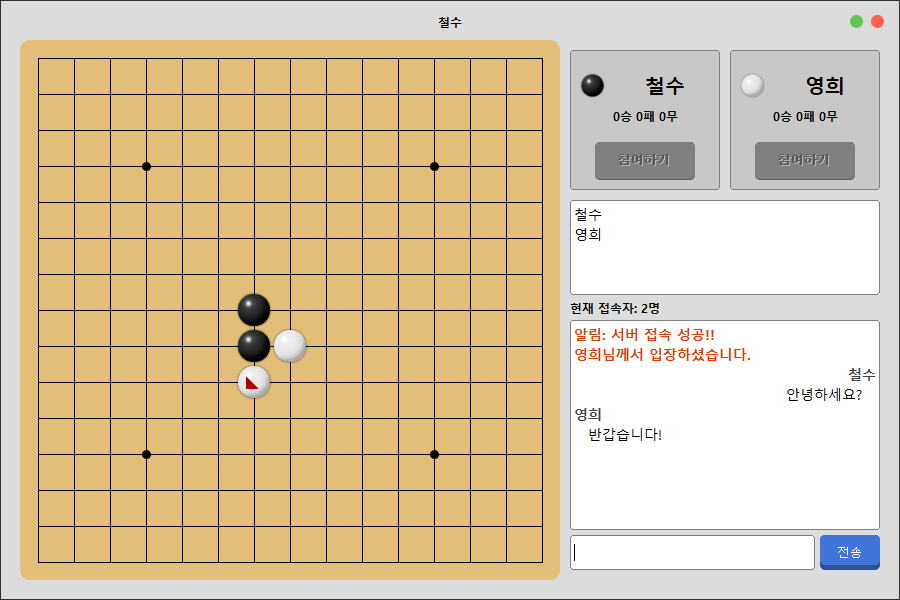 철수
철수
0승 0패 0무
참여하기
영희
0승 0패 0무
참여하기
철수
영희
현재 접속자: 2명
알림: 서버 접속 성공!!
영희님께서 입장하셨습니다.
철수
안녕하세요?
영희
반갑습니다!
전송